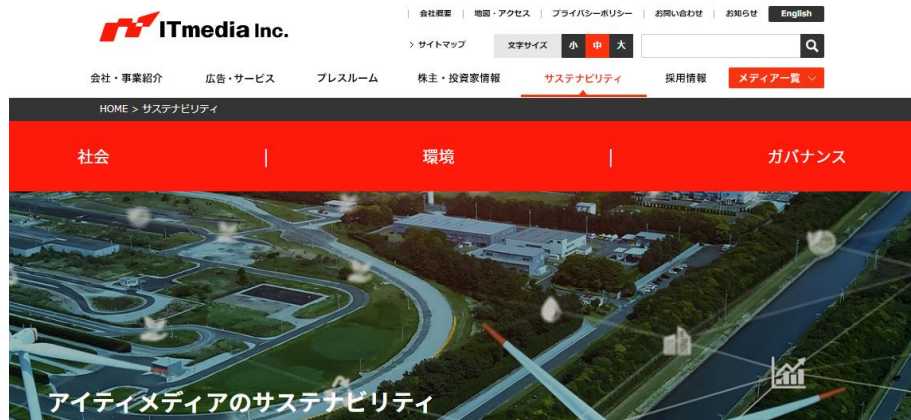 ITmedia Inc.
会社概要 | 地図・アクセス | プライバシーポリシー | お問い合わせ | お知らせ English
> サイトマップ 文字サイズ 小 中 大
会社・事業紹介 広告・サービス プレスルーム 株主・投資家情報 サステナビリティ 採用情報 メディア一覧
HOME > サステナビリティ
社会 | 環境 | ガバナンス
アイティメディアのサステナビリティ